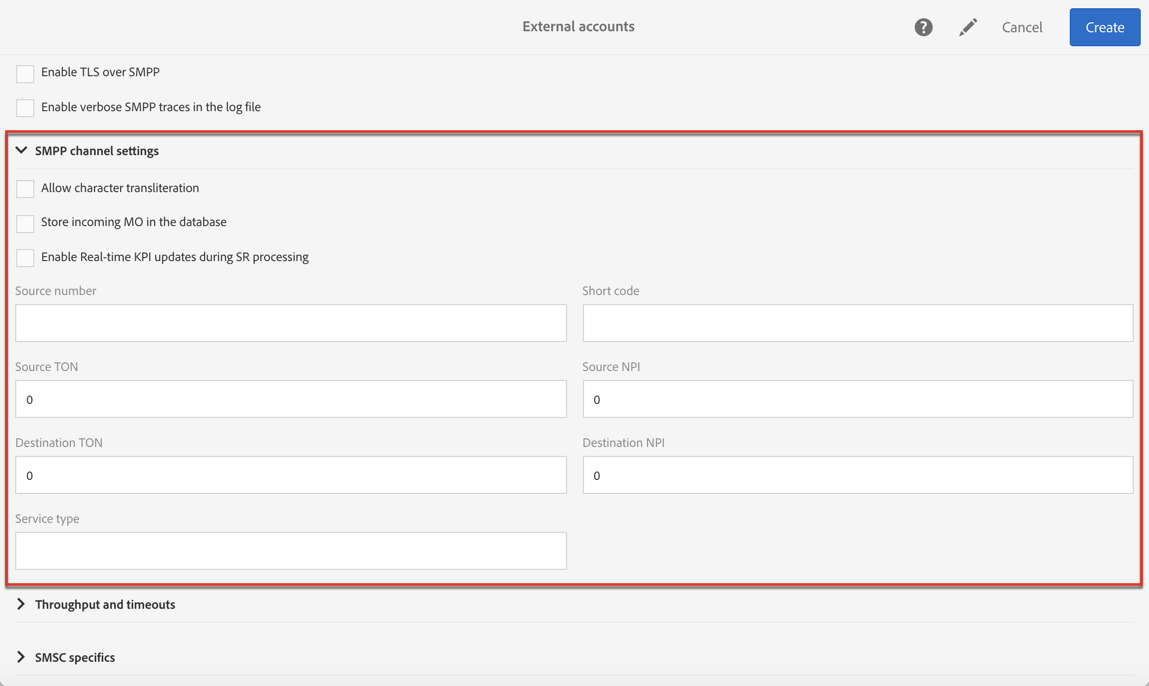 External accounts
?
Cancel
Create
Enable TLS over SMPP
Enable verbose SMPP traces in the log file
SMPP channel settings
Allow character transliteration
Store incoming MO in the database
Enable Real-time KPI updates during SR processing
Source number
Short code
Source TON
Source NPI
0
0
Destination TON
Destination NPI
0
0
Service type
Throughput and timeouts
SMSC specifics